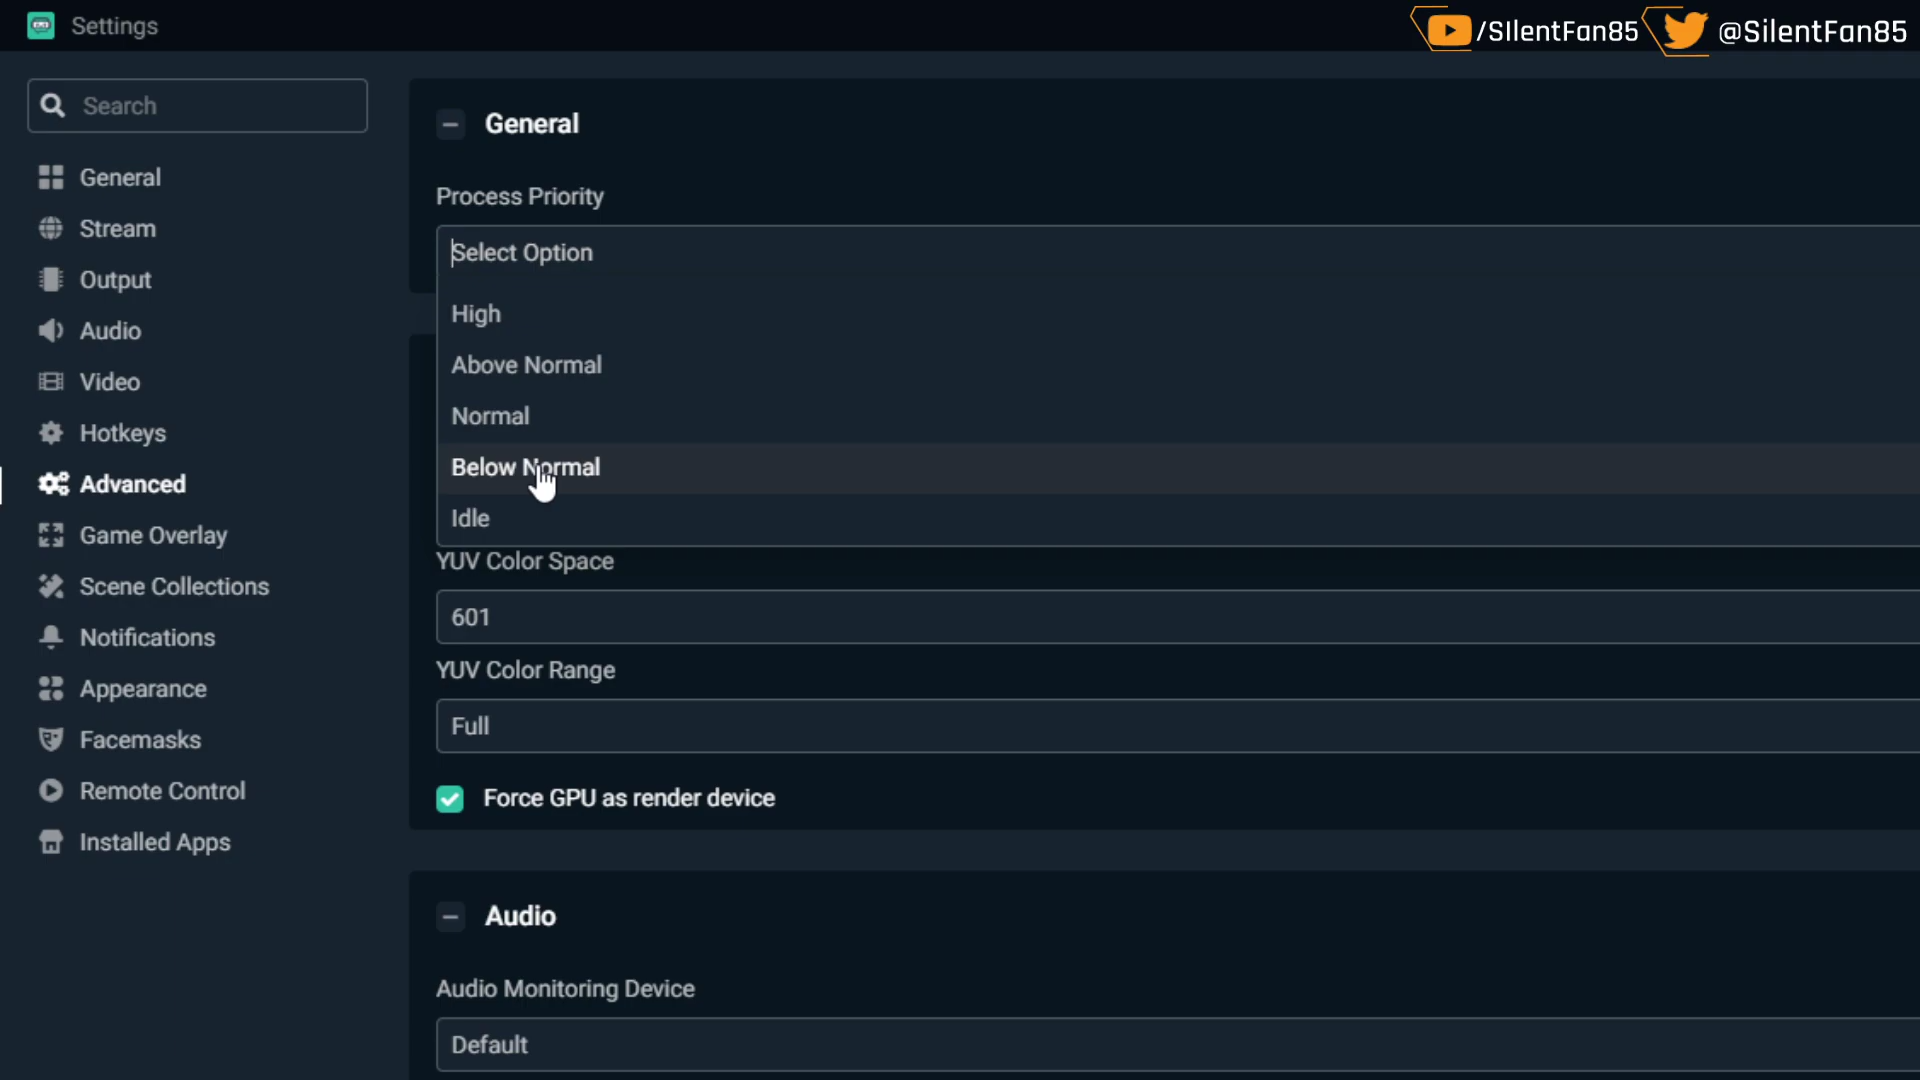 Settings
/SIlentFan85
@SilentFan85
Search
General
Stream
Output
Audio
Video
Hotkeys
Advanced
Game Overlay
Scene Collections
Notifications
Appearance
Facemasks
Remote Control
Installed Apps
General
Process Priority
Select Option
High
Above Normal
Normal
Below Normal
Idle
YUV Color Space
601
YUV Color Range
Full
Force GPU as render device
Audio
Audio Monitoring Device
Default